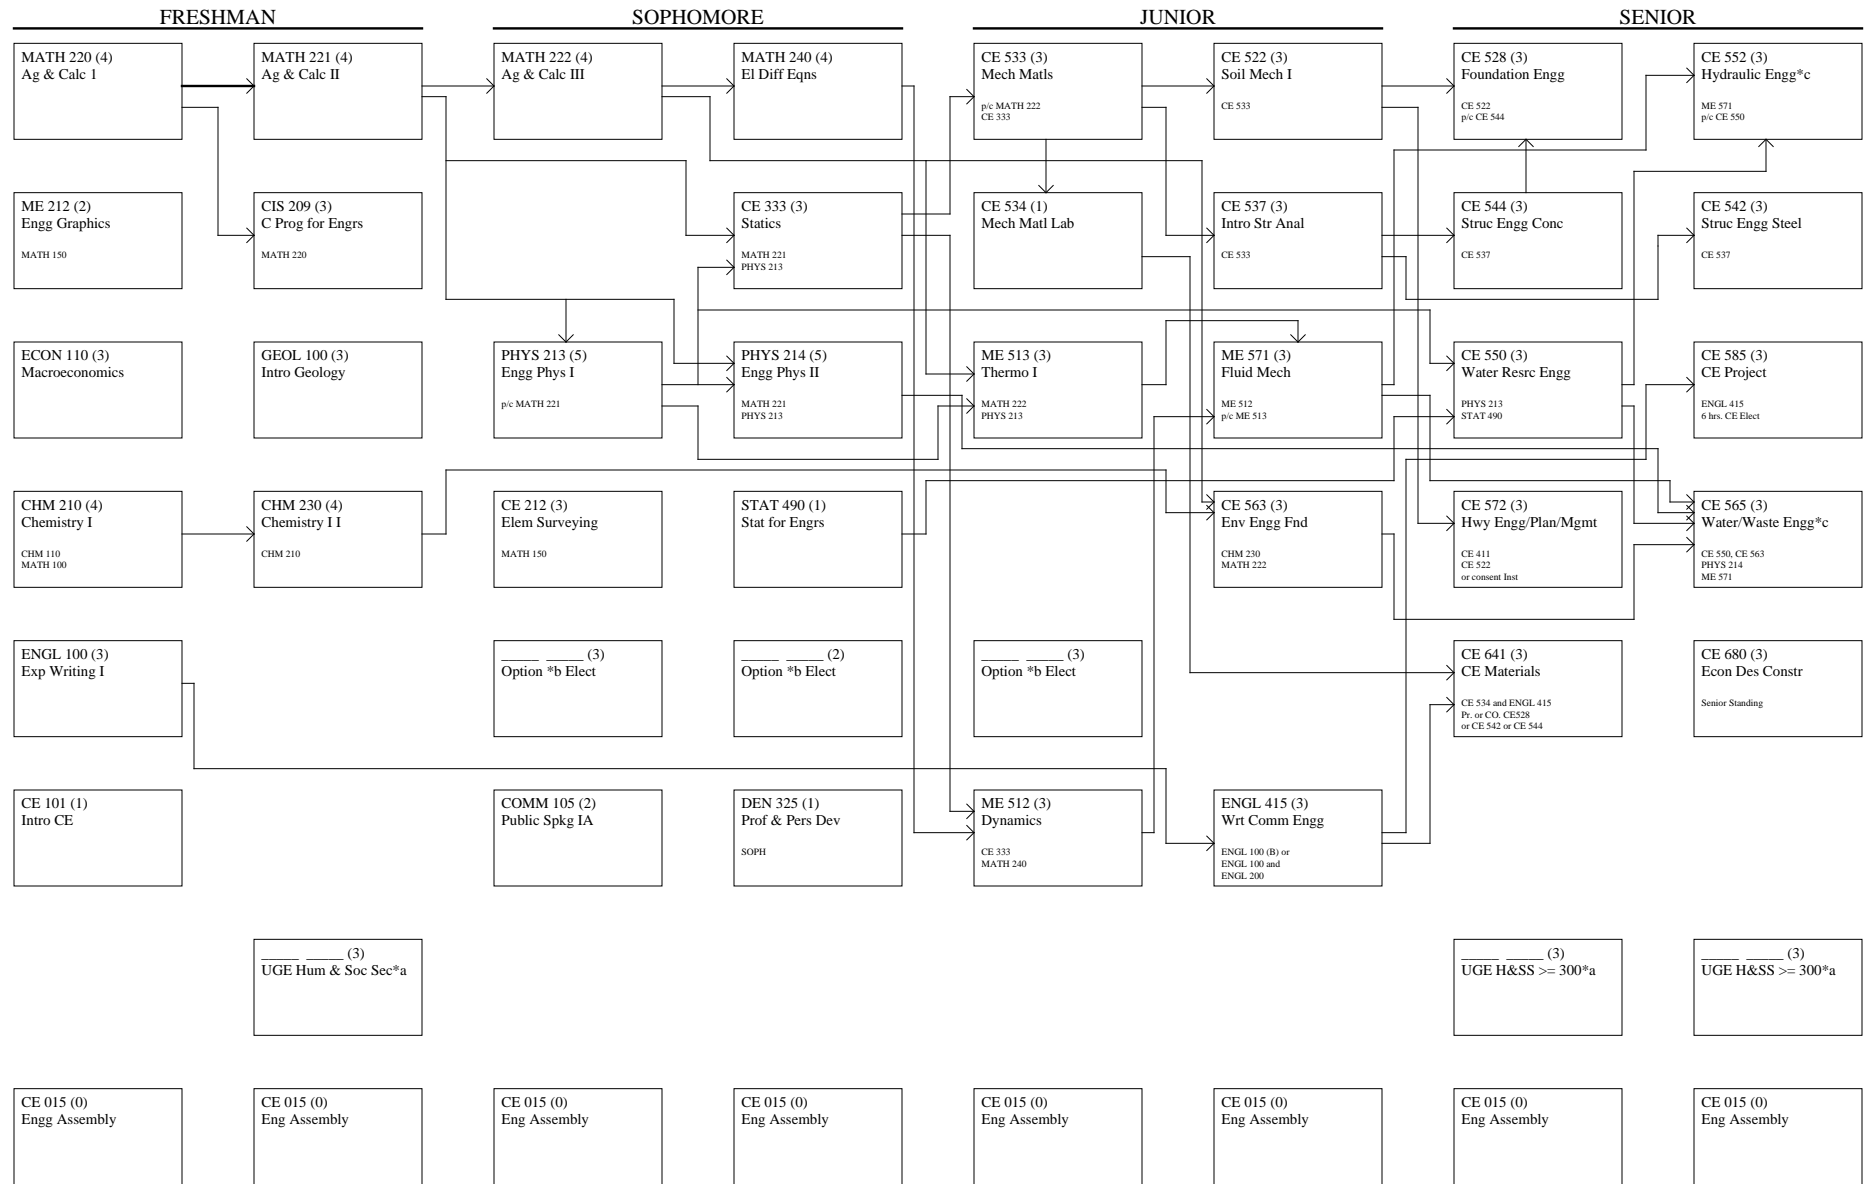 FRESHMAN
SOPHOMORE
JUNIOR
SENIOR
MATH 220 (4)
Ag & Calc 1
MATH 221 (4)
Ag & Calc II
MATH 222 (4)
Ag & Calc III
MATH 240 (4)
El Diff Eqns
CE 533 (3)
Mech Matls
p/c MATH 222
CE 333
CE 522 (3)
Soil Mech I
CE 533
CE 528 (3)
Foundation Engg
CE 522
p/c CE 544
CE 552 (3)
Hydraulic Engg*c
ME 571
p/c CE 550
ME 212 (2)
Engg Graphics
MATH 150
CIS 209 (3)
C Prog for Engrs
MATH 220
CE 333 (3)
Statics
MATH 221
PHYS 213
CE 534 (1)
Mech Matl Lab
CE 537 (3)
Intro Str Anal
CE 533
CE 544 (3)
Struc Engg Conc
CE 537
CE 542 (3)
Struc Engg Steel
CE 537
ECON 110 (3)
Macroeconomics
GEOL 100 (3)
Intro Geology
PHYS 213 (5)
Engg Phys I
p/c MATH 221
PHYS 214 (5)
Engg Phys II
MATH 221
PHYS 213
ME 513 (3)
Thermo I
MATH 222
PHYS 213
ME 571 (3)
Fluid Mech
ME 512
p/c ME 513
CE 550 (3)
Water Resrc Engg
PHYS 213
STAT 490
CE 585 (3)
CE Project
ENGL 415
6 hrs. CE Elect
CHM 210 (4)
Chemistry I
CHM 110
MATH 100
CHM 230 (4)
Chemistry I I
CHM 210
CE 212 (3)
Elem Surveying
MATH 150
STAT 490 (1)
Stat for Engrs
CE 563 (3)
Env Engg Fnd
CHM 230
MATH 222
CE 572 (3)
Hwy Engg/Plan/Mgmt
CE 411
CE 522
or consent Inst
CE 565 (3)
Water/Waste Engg*c
CE 550, CE 563
PHYS 214
ME 571
ENGL 100 (3)
Exp Writing I
_____ _____ (3)
Option *b Elect
_____ _____ (2)
Option *b Elect
_____ _____ (3)
Option *b Elect
CE 641 (3)
CE Materials
CE 534 and ENGL 415
Pr. or CO. CE528
or CE 542 or CE 544
CE 680 (3)
Econ Des Constr
Senior Standing
CE 101 (1)
Intro CE
COMM 105 (2)
Public Spkg IA
DEN 325 (1)
Prof & Pers Dev
SOPH
ME 512 (3)
Dynamics
CE 333
MATH 240
ENGL 415 (3)
Wrt Comm Engg
ENGL 100 (B) or
ENGL 100 and
ENGL 200
_____ _____ (3)
UGE Hum & Soc Sec*a
_____ _____ (3)
UGE H&SS >= 300*a
_____ _____ (3)
UGE H&SS >= 300*a
CE 015 (0)
Engg Assembly
CE 015 (0)
Eng Assembly
CE 015 (0)
Eng Assembly
CE 015 (0)
Eng Assembly
CE 015 (0)
Eng Assembly
CE 015 (0)
Eng Assembly
CE 015 (0)
Eng Assembly
CE 015 (0)
Eng Assembly